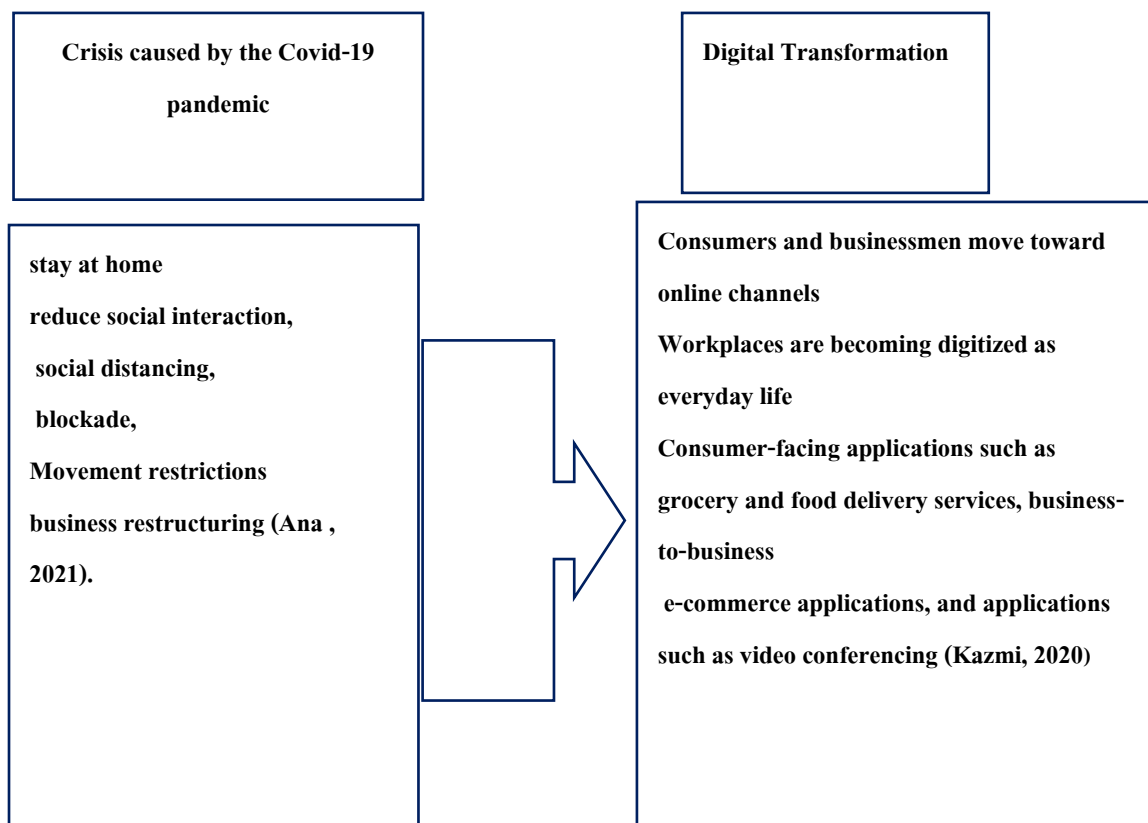 Crisis caused by the Covid-19
pandemic
stay at home
reduce social interaction,
social distancing,
blockade,
Movement restrictions
business restructuring (Ana ,
2021).
Digital Transformation
Consumers and businessmen move toward
online channels
Workplaces are becoming digitized as
everyday life
Consumer-facing applications such as
grocery and food delivery services, business-
to-business
e-commerce applications, and applications
such as video conferencing (Kazmi, 2020)